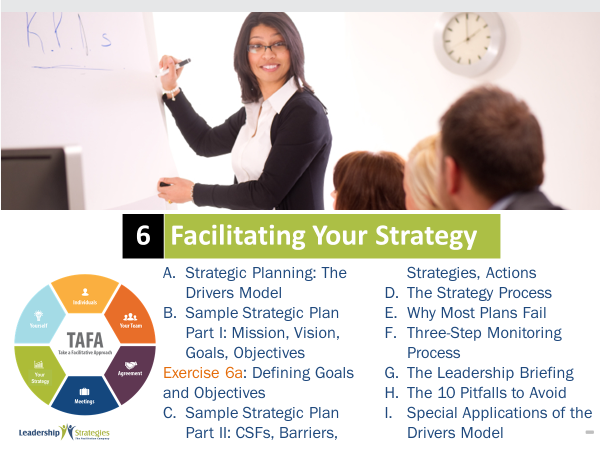 K.P.I's
6 Facilitating Your Strategy
A. Strategic Planning: The
Drivers Model
B. Sample Strategic Plan
Part I: Mission, Vision,
Goals, Objectives
Exercise 6a: Defining Goals
and Objectives
C. Sample Strategic Plan
Part II: CSFs, Barriers,
Strategies, Actions
D. The Strategy Process
E. Why Most Plans Fail
F. Three-Step Monitoring
Process
G. The Leadership Briefing
H. The 10 Pitfalls to Avoid
I. Special Applications of the
Drivers Model
Individuals
Yourself
Your Team
TAFA
Take a Facilitative Approach
Your
Strategy
Agreement
Meetings
Leadership Strategies
The Facilitation Company